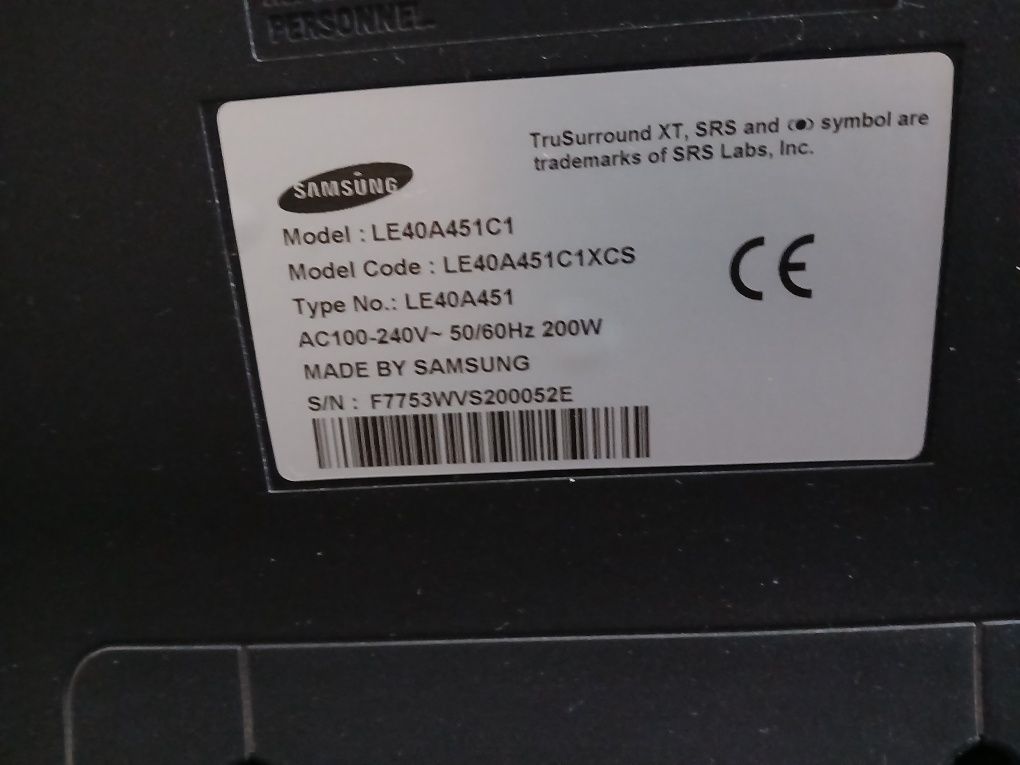 PERSONNEL.
TruSurround XT, SRS and (●) symbol are
trademarks of SRS Labs, Inc.
SAMSUNG
Model : LE40A451C1
Model Code : LE40A451C1XCS
Type No.: LE40A451
AC100-240V~ 50/60Hz 200W
MADE BY SAMSUNG
S/N : F7753WVS200052E
CE